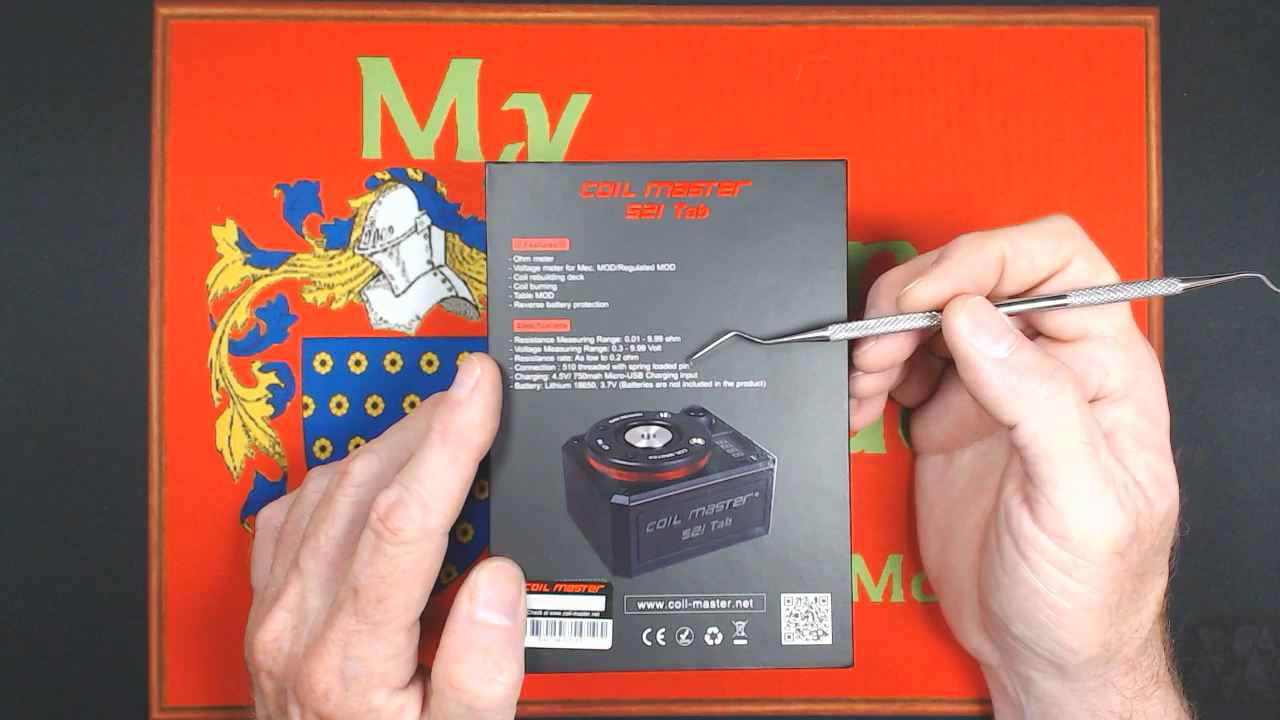 My
COIL MASTER
521 Tab
Features:
- Ohm meter
- Voltage meter for Mec. MOD/Regulated MOD
- Coil rebuilding deck
- Coil burning
- Table MOD
- Reverse battery protection
Specifications
- Resistance Measuring Range: 0.01 - 9.99 ohm
- Voltage Measuring Range: 0.3 - 9.99 Volt
- Resistance rate: As low to 0.2 ohm
- Connection : 510 threaded with spring loaded pin
- Charging: 4.5V/ 750mah Micro-USB Charging input
- Battery: Lithium 18650, 3.7V (Batteries are not included in the product)
COIL MASTER®
521 Tab
COIL MASTER
Check at www.coil-master.net
www.coil-master.net
CE
Mo